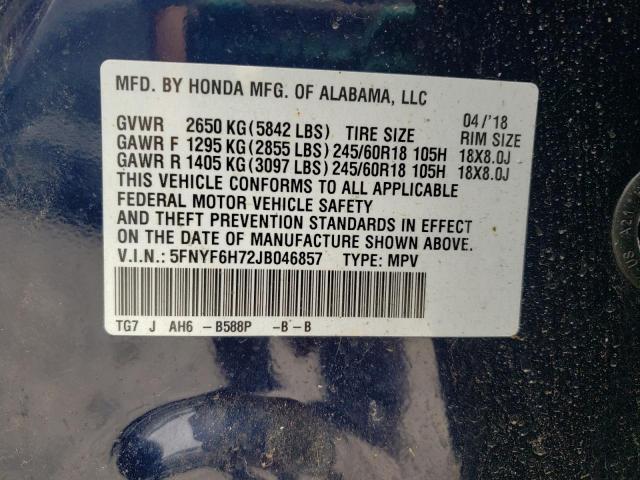 MFD. BY HONDA MFG. OF ALABAMA, LLC
GVWR 2650 KG (5842 LBS) TIRE SIZE 04/'18 RIM SIZE
GAWR F 1295 KG (2855 LBS) 245/60R18 105H 18X8.0J
GAWR R 1405 KG (3097 LBS) 245/60R18 105H 18X8.0J
THIS VEHICLE CONFORMS TO ALL APPLICABLE
FEDERAL MOTOR VEHICLE SAFETY
AND THEFT PREVENTION STANDARDS IN EFFECT
ON THE DATE OF MANUFACTURE SHOWN ABOVE.
V.I.N.: 5FNYF6H72JB046857 TYPE: MPV
TG7 J AH6 -B588P -B -B